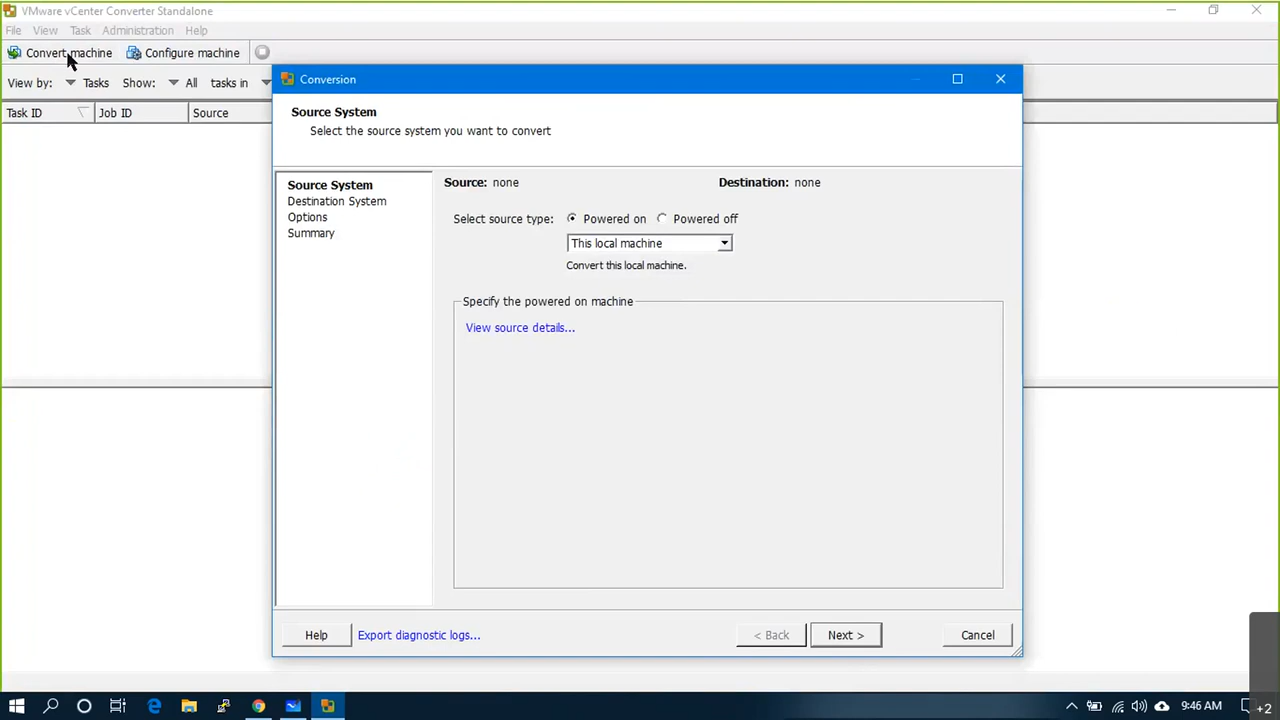 VMware vCenter Converter Standalone
File View Task Administration Help
Convert machine Configure machine
View by: Tasks Show: All tasks in
Task ID Job ID Source
Conversion
Source System
Select the source system you want to convert
Source System
Destination System
Options
Summary
Source: none Destination: none
Select source type: Powered on Powered off
This local machine
Convert this local machine.
Specify the powered on machine
View source details...
Help Export diagnostic logs... < Back Next > Cancel
9:46 AM
+2